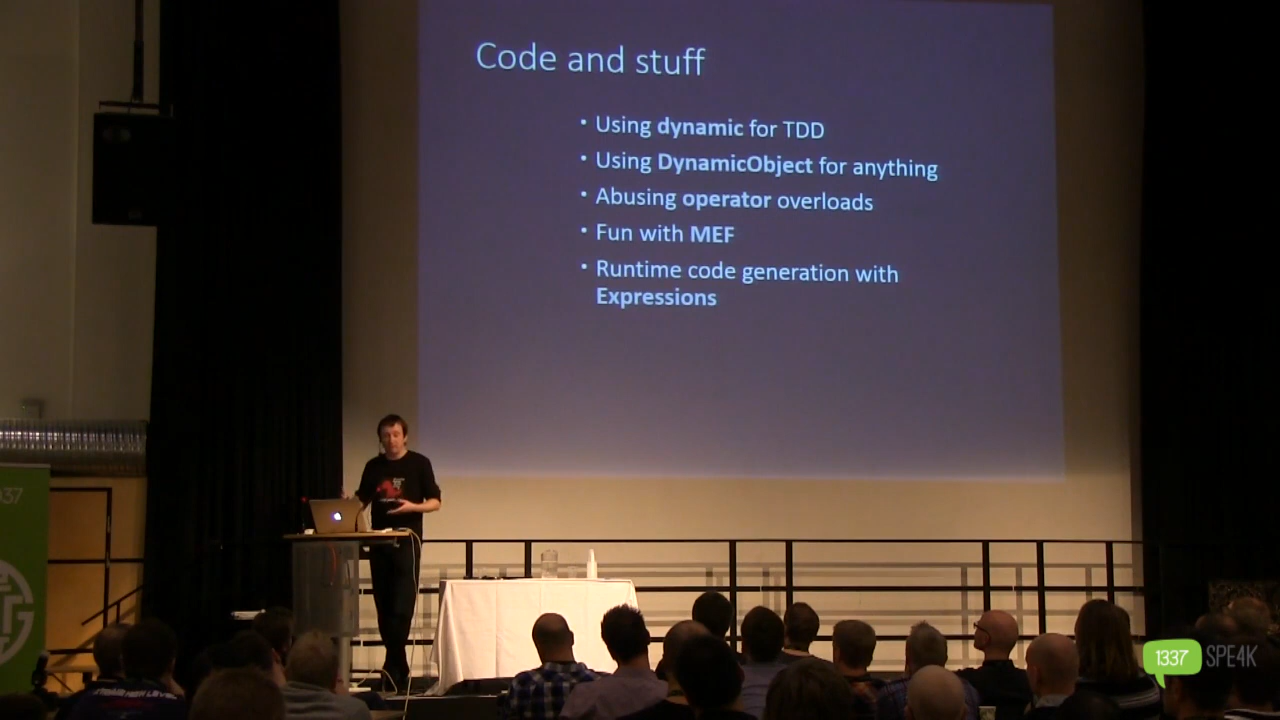 Code and stuff
• Using dynamic for TDD
• Using DynamicObject for anything
• Abusing operator overloads
• Fun with MEF
• Runtime code generation with
Expressions
1337 SPE4K